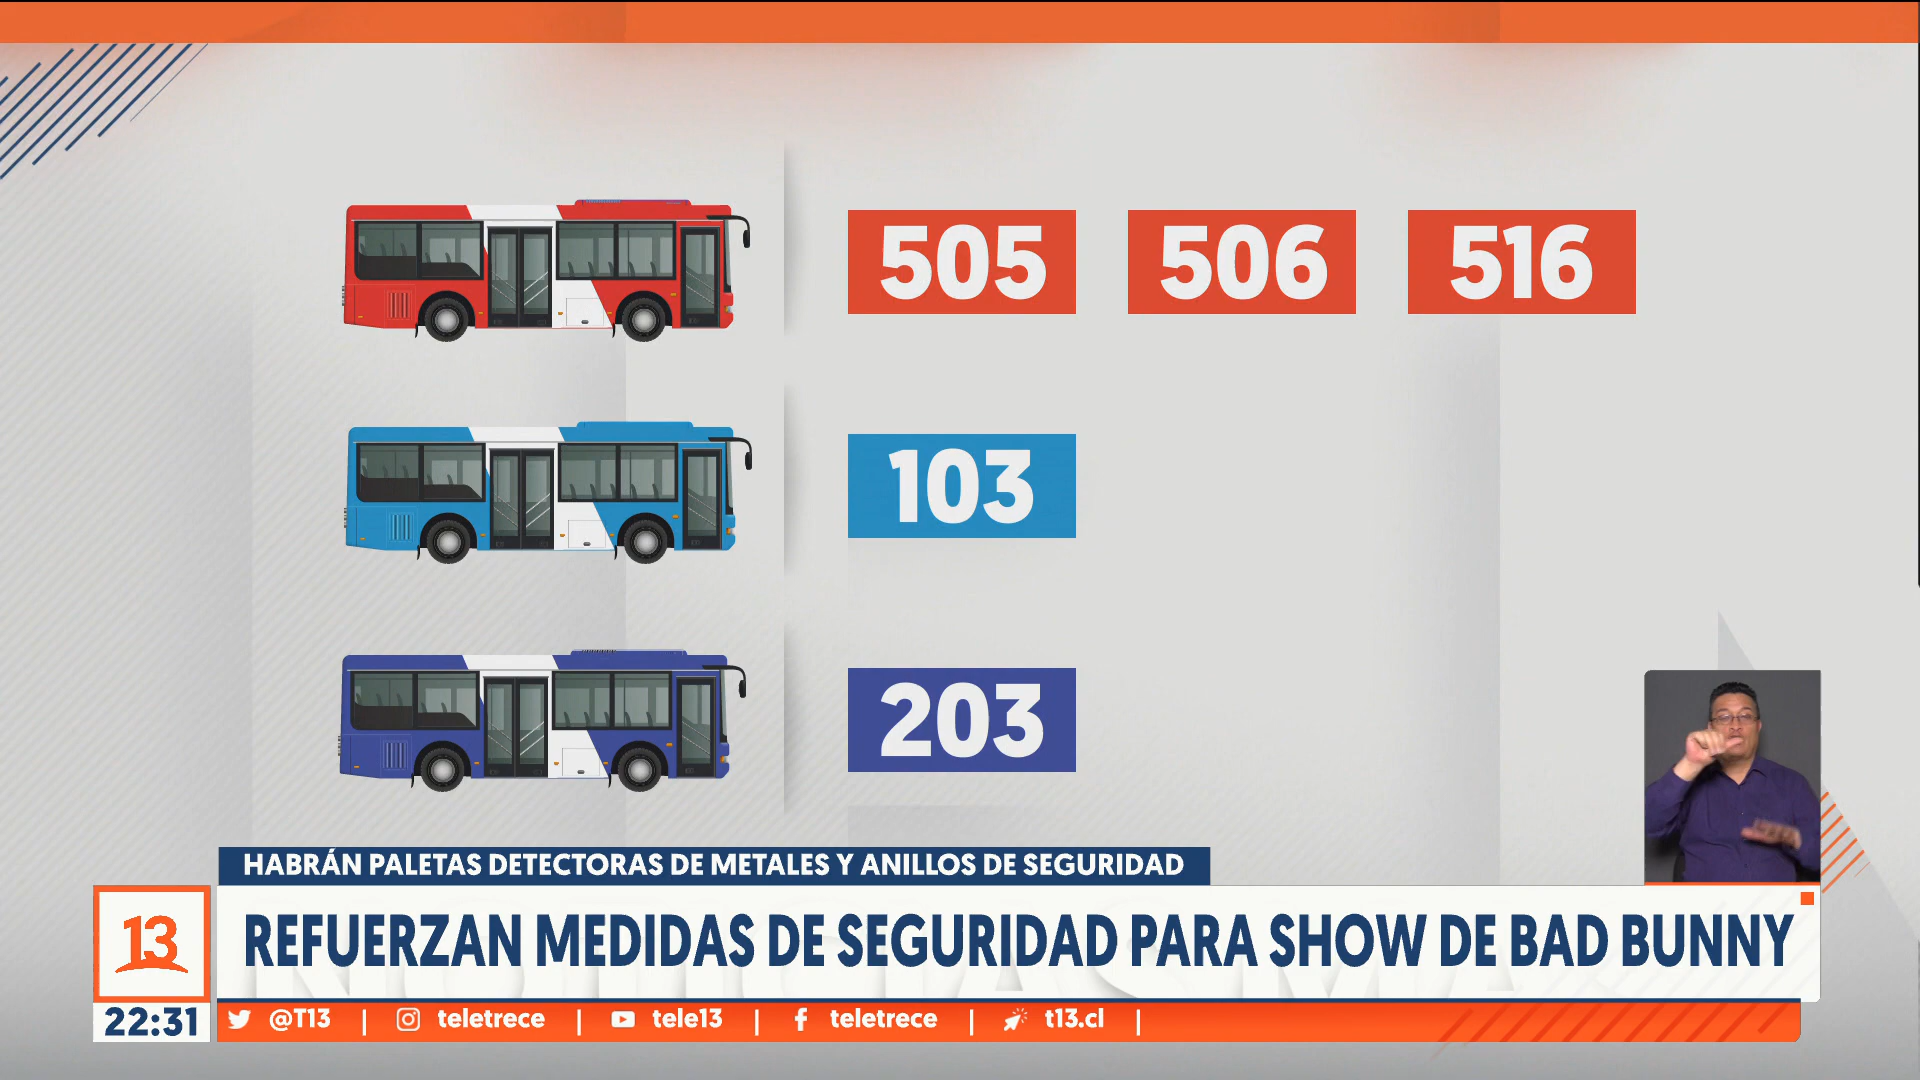 505 506 516
103
203
HABRÁN PALETAS DETECTORAS DE METALES Y ANILLOS DE SEGURIDAD
13
REFUERZAN MEDIDAS DE SEGURIDAD PARA SHOW DE BAD BUNNY
22:31 @T13 | teletrece | tele13 | teletrece | t13.cl |